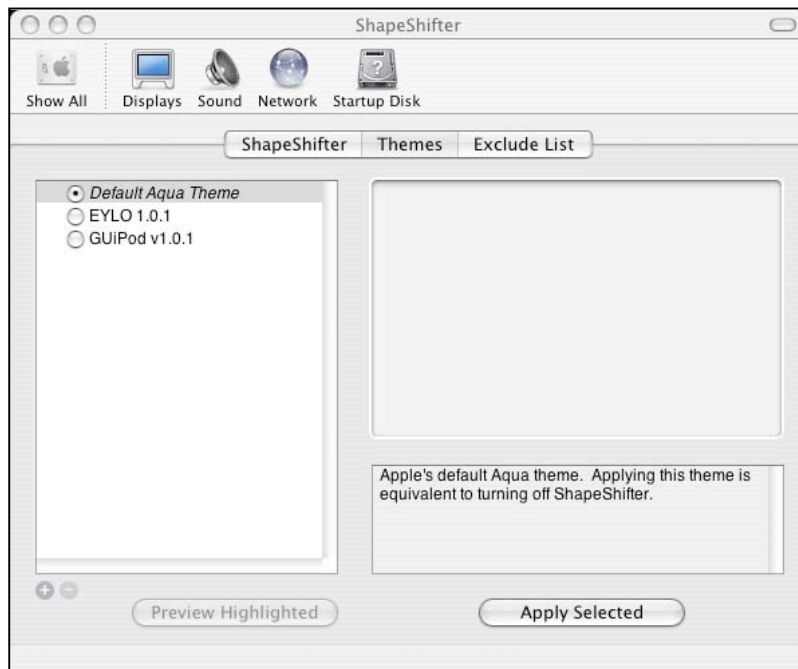 ShapeShifter
Show All
Displays
Sound
Network
Startup Disk
ShapeShifter
Themes
Exclude List
Default Aqua Theme
EYLO 1.0.1
GUiPod v1.0.1
Apple's default Aqua theme. Applying this theme is
equivalent to turning off ShapeShifter.
Preview Highlighted
Apply Selected